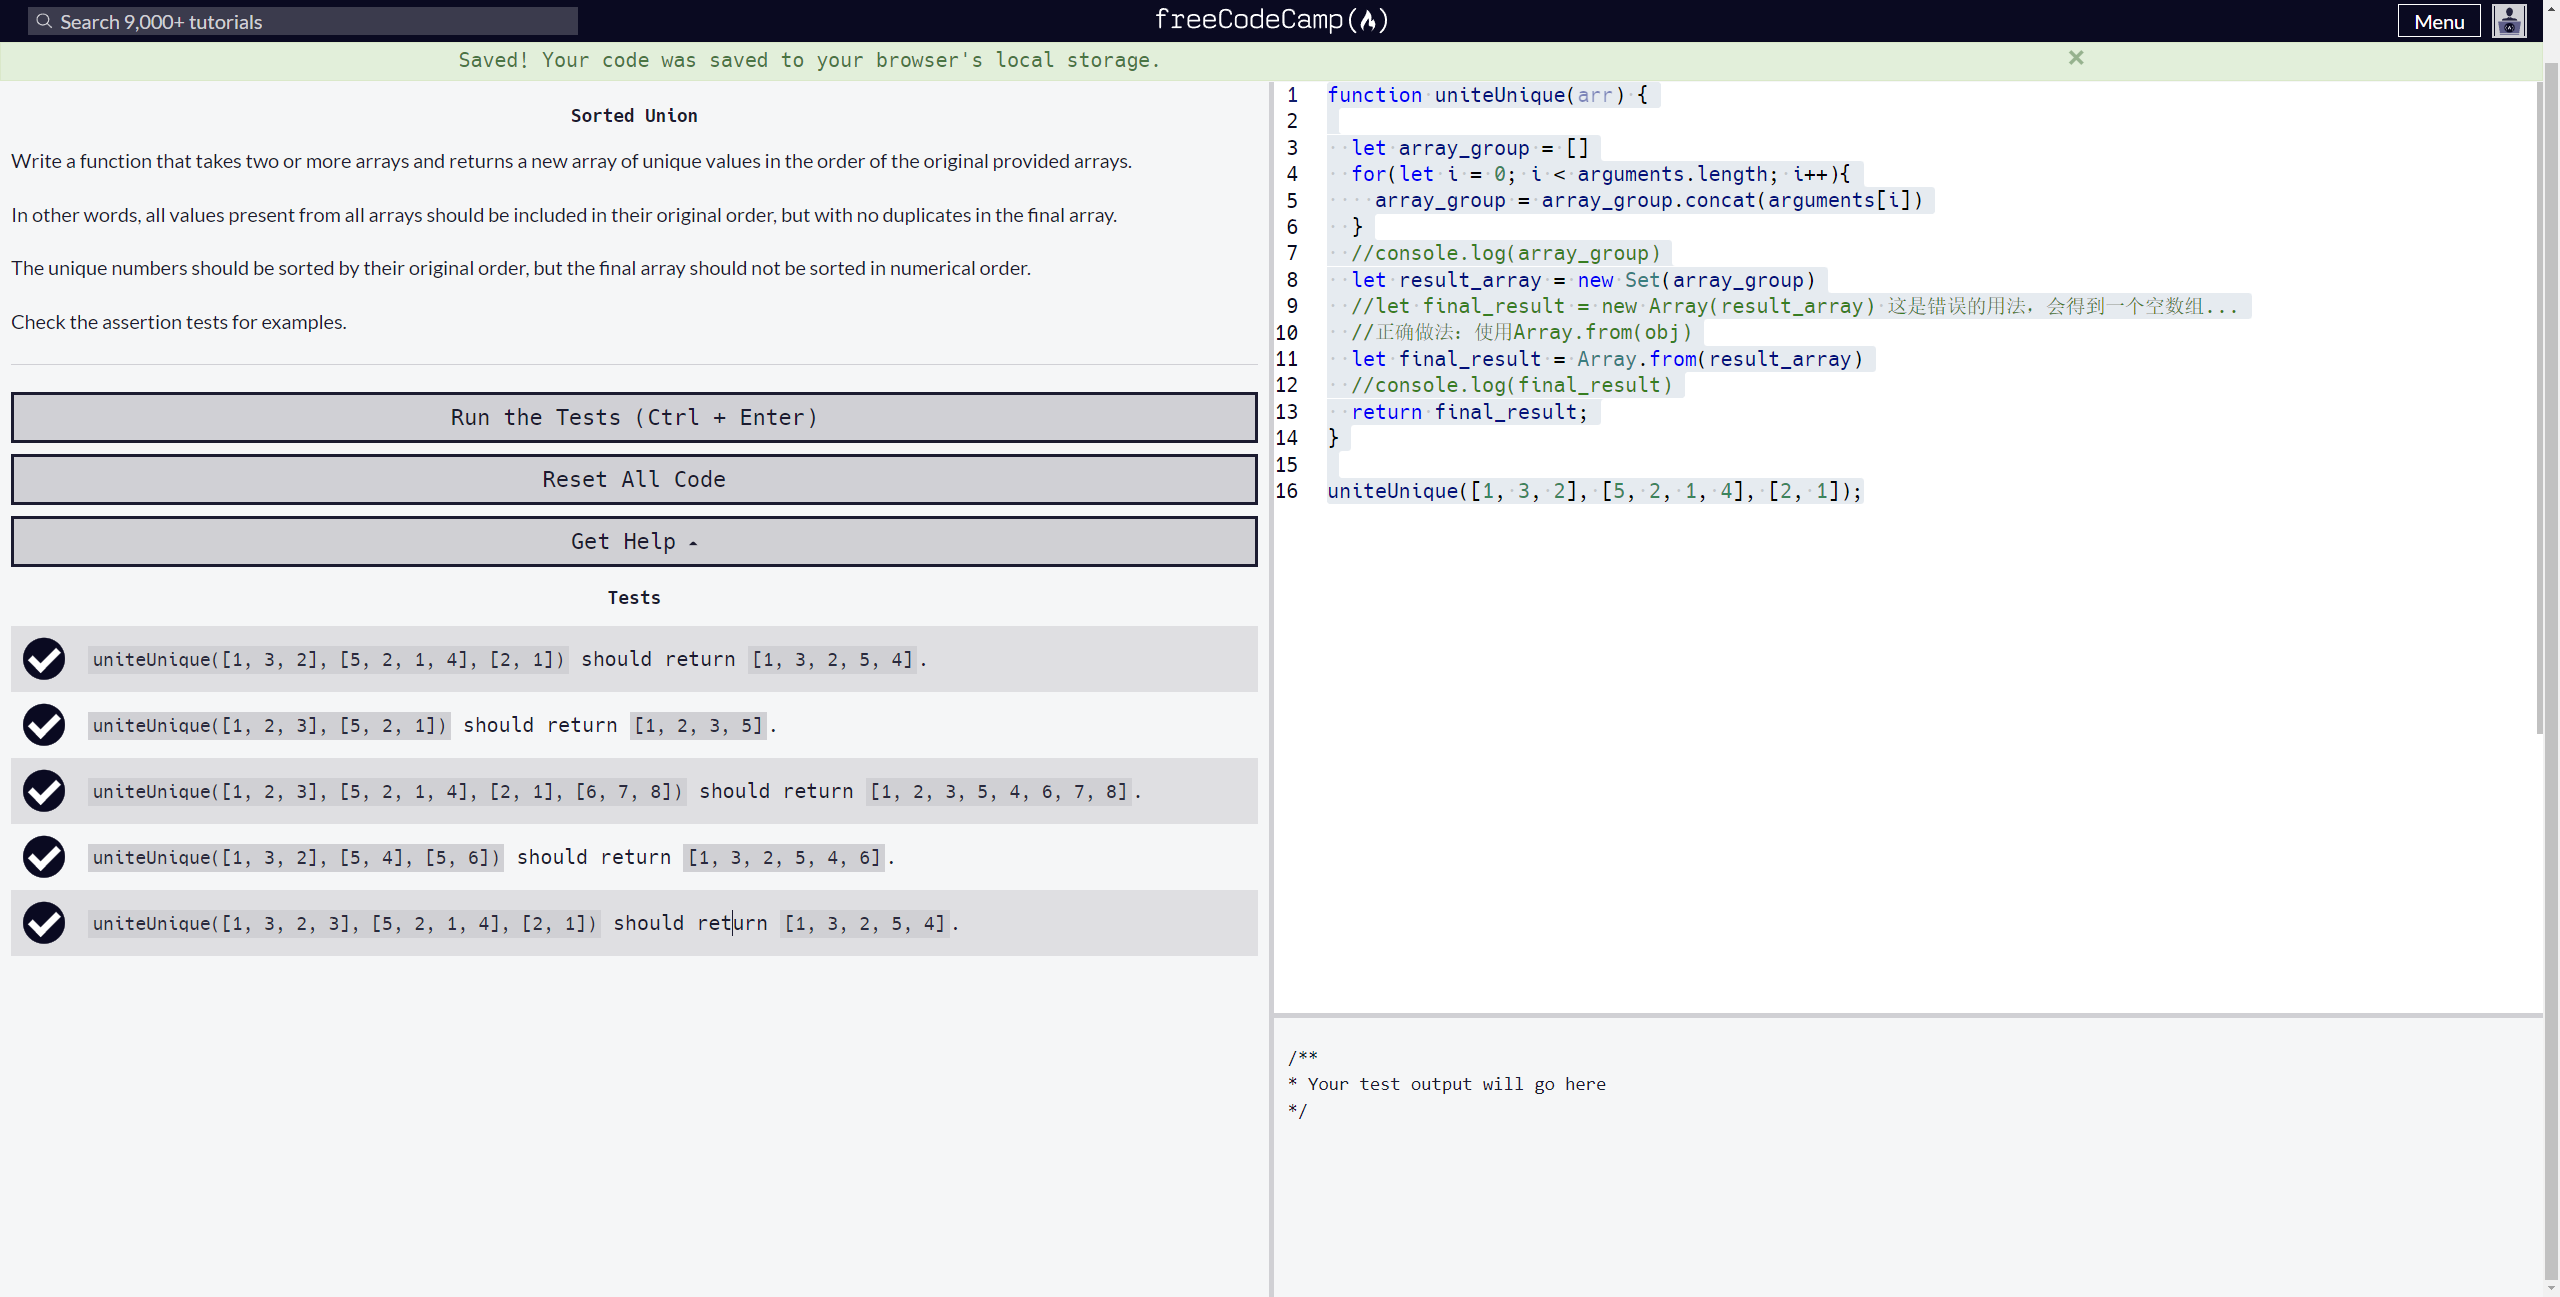 Search 9,000+ tutorials
freeCodeCamp
Menu
Saved! Your code was saved to your browser's local storage.
×
Sorted Union
Write a function that takes two or more arrays and returns a new array of unique values in the order of the original provided arrays.
In other words, all values present from all arrays should be included in their original order, but with no duplicates in the final array.
The unique numbers should be sorted by their original order, but the final array should not be sorted in numerical order.
Check the assertion tests for examples.
Run the Tests (Ctrl + Enter)
Reset All Code
Get Help
Tests
uniteUnique([1, 3, 2], [5, 2, 1, 4], [2, 1]) should return [1, 3, 2, 5, 4].
uniteUnique([1, 2, 3], [5, 2, 1]) should return [1, 2, 3, 5].
uniteUnique([1, 2, 3], [5, 2, 1, 4], [2, 1], [6, 7, 8]) should return [1, 2, 3, 5, 4, 6, 7, 8].
uniteUnique([1, 3, 2], [5, 4], [5, 6]) should return [1, 3, 2, 5, 4, 6].
uniteUnique([1, 3, 2, 3], [5, 2, 1, 4], [2, 1]) should return [1, 3, 2, 5, 4].
1 function uniteUnique(arr) {
2
3 let array_group = []
4 for(let i = 0; i < arguments.length; i++){
5 array_group = array_group.concat(arguments[i])
6 }
7 //console.log(array_group)
8 let result_array = new Set(array_group)
9 //let final_result = new Array(result_array) 这是错误的用法，会得到一个空数组...
10 //正确做法：使用Array.from(obj)
11 let final_result = Array.from(result_array)
12 //console.log(final_result)
13 return final_result;
14 }
15
16 uniteUnique([1, 3, 2], [5, 2, 1, 4], [2, 1]);
/**
* Your test output will go here
*/